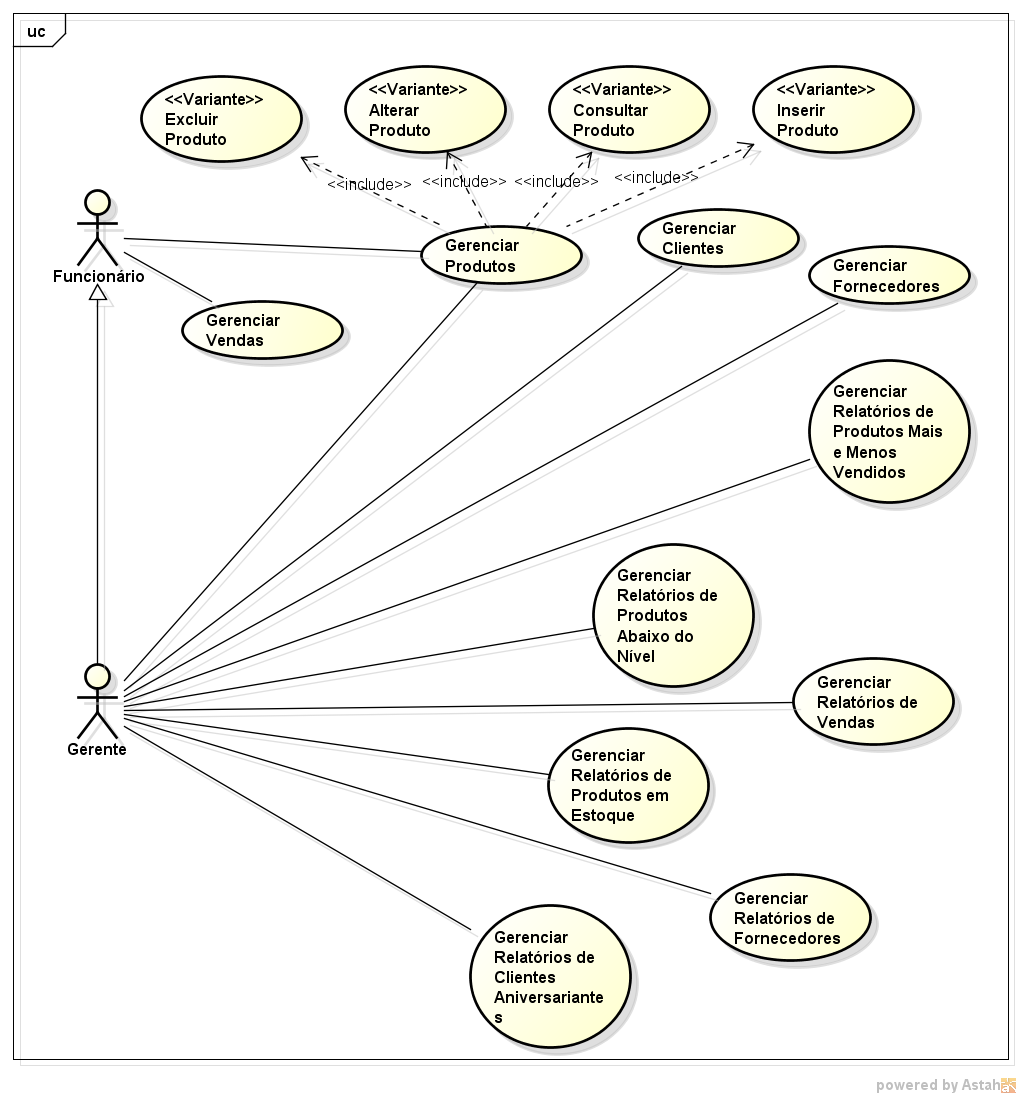 uc
<<Variante>>
Excluir
Produto
<<Variante>>
Alterar
Produto
<<Variante>>
Consultar
Produto
<<Variante>>
Inserir
Produto
<<include>>
<<include>>
<<include>>
<<include>>
Funcionário
Gerenciar
Produtos
Gerenciar
Clientes
Gerenciar
Fornecedores
Gerenciar
Vendas
Gerenciar
Relatórios de
Produtos Mais
e Menos
Vendidos
Gerenciar
Relatórios de
Produtos
Abaixo do
Nível
Gerente
Gerenciar
Relatórios de
Vendas
Gerenciar
Relatórios de
Produtos em
Estoque
Gerenciar
Relatórios de
Fornecedores
Gerenciar
Relatórios de
Clientes
Aniversariante
s
powered by Astah